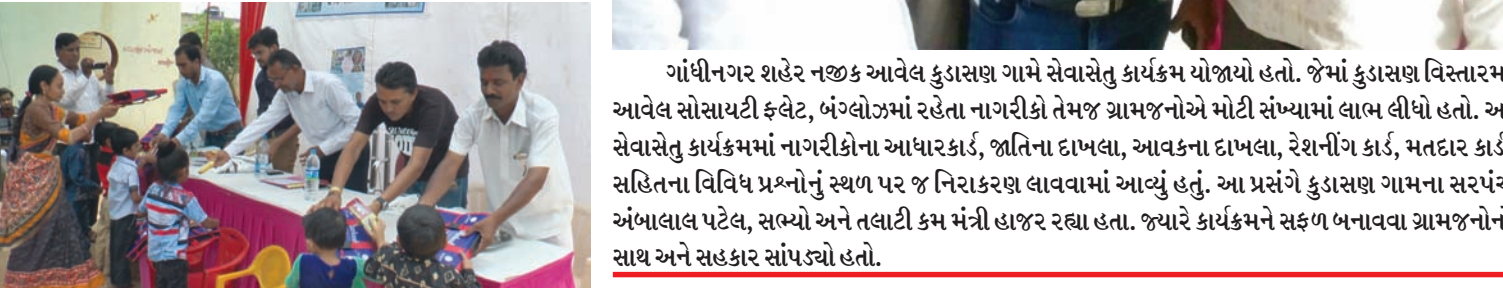 ગાંધીનગર શહેર નજીક આવેલ કુડાસણ ગામે સેવાસેતુ કાર્યક્રમ યોજાયો હતો. જેમાં કુડાસણ વિસ્તારમ
આવેલ સોસાયટી ફ્લેટ, બંગ્લોઝમાં રહેતા નાગરીકો તેમજ ગ્રામજનોએ મોટી સંખ્યામાં લાભ લીધો હતો. આ
સેવાસેતુ કાર્યક્રમમાં નાગરીકોના આધારકાર્ડ, જાતિના દાખલા, આવકના દાખલા, રેશનીંગ કાર્ડ, મતદાર કાર્ડ
સહિતના વિવિધ પ્રશ્નોનું સ્થળ પર જ નિરાકરણ લાવવામાં આવ્યું હતું. આ પ્રસંગે કુડાસણ ગામના સરપંચ
અંબાલાલ પટેલ, સભ્યો અને તલાટી કમ મંત્રી હાજર રહ્યા હતા. જ્યારે કાર્યક્રમને સફળ બનાવવા ગ્રામજનોનો
સાથ અને સહકાર સાંપડ્યો હતો.